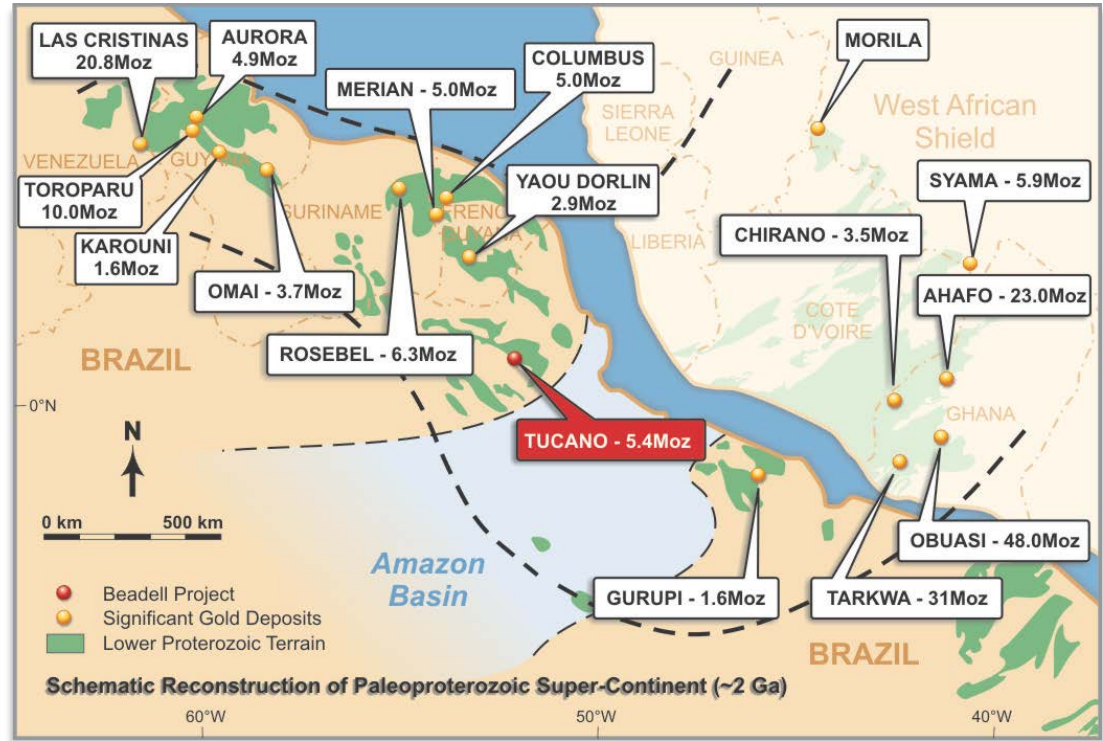 LAS CRISTINAS
20.8Moz
AURORA
4.9Moz
MERIAN - 5.0Moz
COLUMBUS
5.0Moz
GUINEA
MORILA
SIERRA
LEONE
West African
Shield
VENEZUELA
GUYANA
TOROPARU
10.0Moz
KAROUNI
1.6Moz
OMAI - 3.7Moz
SURINAME
FRENCH
GUYANA
YAOU DORLIN
2.9Moz
LIBERIA
CHIRANO - 3.5Moz
SYAMA - 5.9Moz
AHAFO - 23.0Moz
COTE
D'VOIRE
ROSEBEL - 6.3Moz
BRAZIL
0°N
N
TUCANO - 5.4Moz
GHANA
0 km
500 km
Amazon
Basin
OBUASI - 48.0Moz
GURUPI - 1.6Moz
TARKWA - 31Moz
BRAZIL
Beadell Project
Significant Gold Deposits
Lower Proterozoic Terrain
Schematic Reconstruction of Paleoproterozoic Super-Continent (~2 Ga)
60°W
50°W
40°W